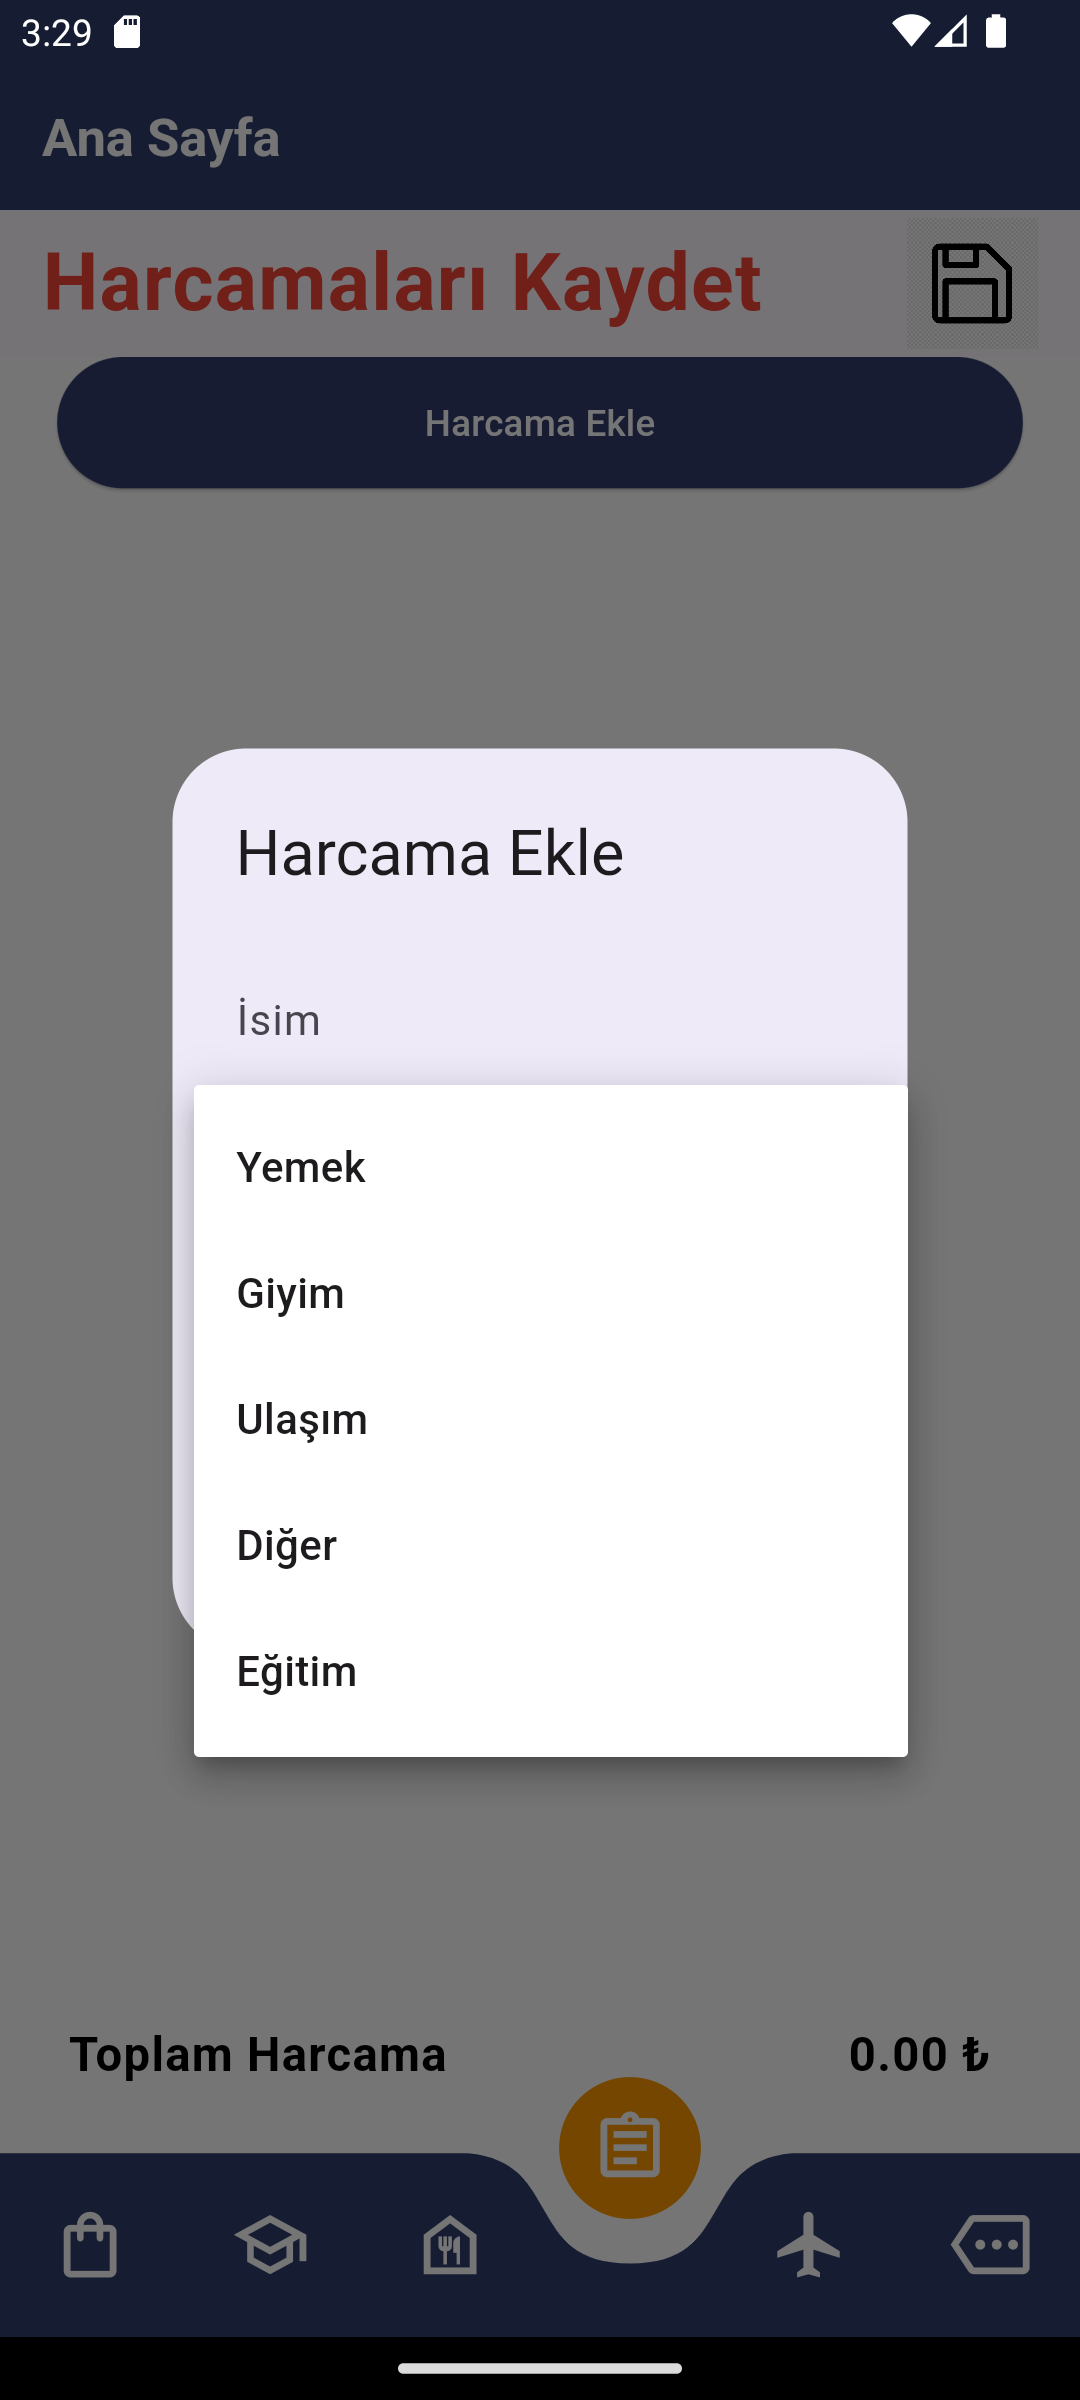 3:29
Ana Sayfa
Harcamaları Kaydet
Harcama Ekle
Harcama Ekle
İsim
Yemek
Giyim
Ulaşım
Diğer
Eğitim
Toplam Harcama 0.00 ₺